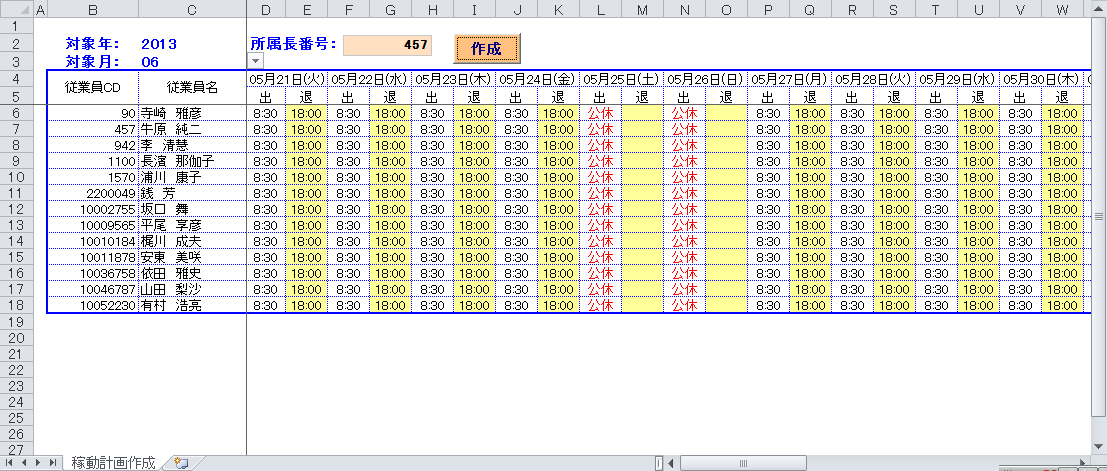 A B C D E F G H I J K L M N O P Q R S T U V W
1
2 対象年: 2013 所属長番号: 457 作成
3 対象月: 06
4 従業員CD 従業員名 05月21日(火) 05月22日(水) 05月23日(木) 05月24日(金) 05月25日(土) 05月26日(日) 05月27日(月) 05月28日(火) 05月29日(水) 05月30日(木)
5 出 退 出 退 出 退 出 退 出 退 出 退 出 退 出 退 出 退 出 退
6 90 寺崎 雅彦 8:30 18:00 8:30 18:00 8:30 18:00 8:30 18:00 公休 公休 8:30 18:00 8:30 18:00 8:30 18:00 8:30 18:00
7 457 牛原 純二 8:30 18:00 8:30 18:00 8:30 18:00 8:30 18:00 公休 公休 8:30 18:00 8:30 18:00 8:30 18:00 8:30 18:00
8 942 李 清慧 8:30 18:00 8:30 18:00 8:30 18:00 8:30 18:00 公休 公休 8:30 18:00 8:30 18:00 8:30 18:00 8:30 18:00
9 1100 長濱 那伽子 8:30 18:00 8:30 18:00 8:30 18:00 8:30 18:00 公休 公休 8:30 18:00 8:30 18:00 8:30 18:00 8:30 18:00
10 1570 浦川 康子 8:30 18:00 8:30 18:00 8:30 18:00 8:30 18:00 公休 公休 8:30 18:00 8:30 18:00 8:30 18:00 8:30 18:00
11 2200049 銭 芳 8:30 18:00 8:30 18:00 8:30 18:00 8:30 18:00 公休 公休 8:30 18:00 8:30 18:00 8:30 18:00 8:30 18:00
12 10002755 坂口 舞 8:30 18:00 8:30 18:00 8:30 18:00 8:30 18:00 公休 公休 8:30 18:00 8:30 18:00 8:30 18:00 8:30 18:00
13 10009565 平尾 享彦 8:30 18:00 8:30 18:00 8:30 18:00 8:30 18:00 公休 公休 8:30 18:00 8:30 18:00 8:30 18:00 8:30 18:00
14 10010184 梶川 成夫 8:30 18:00 8:30 18:00 8:30 18:00 8:30 18:00 公休 公休 8:30 18:00 8:30 18:00 8:30 18:00 8:30 18:00
15 10011878 安東 美咲 8:30 18:00 8:30 18:00 8:30 18:00 8:30 18:00 公休 公休 8:30 18:00 8:30 18:00 8:30 18:00 8:30 18:00
16 10036758 依田 雅史 8:30 18:00 8:30 18:00 8:30 18:00 8:30 18:00 公休 公休 8:30 18:00 8:30 18:00 8:30 18:00 8:30 18:00
17 10046787 山田 梨沙 8:30 18:00 8:30 18:00 8:30 18:00 8:30 18:00 公休 公休 8:30 18:00 8:30 18:00 8:30 18:00 8:30 18:00
18 10052230 有村 浩亮 8:30 18:00 8:30 18:00 8:30 18:00 8:30 18:00 公休 公休 8:30 18:00 8:30 18:00 8:30 18:00 8:30 18:00
19
20
21
22
23
24
25
26
27
稼動計画作成